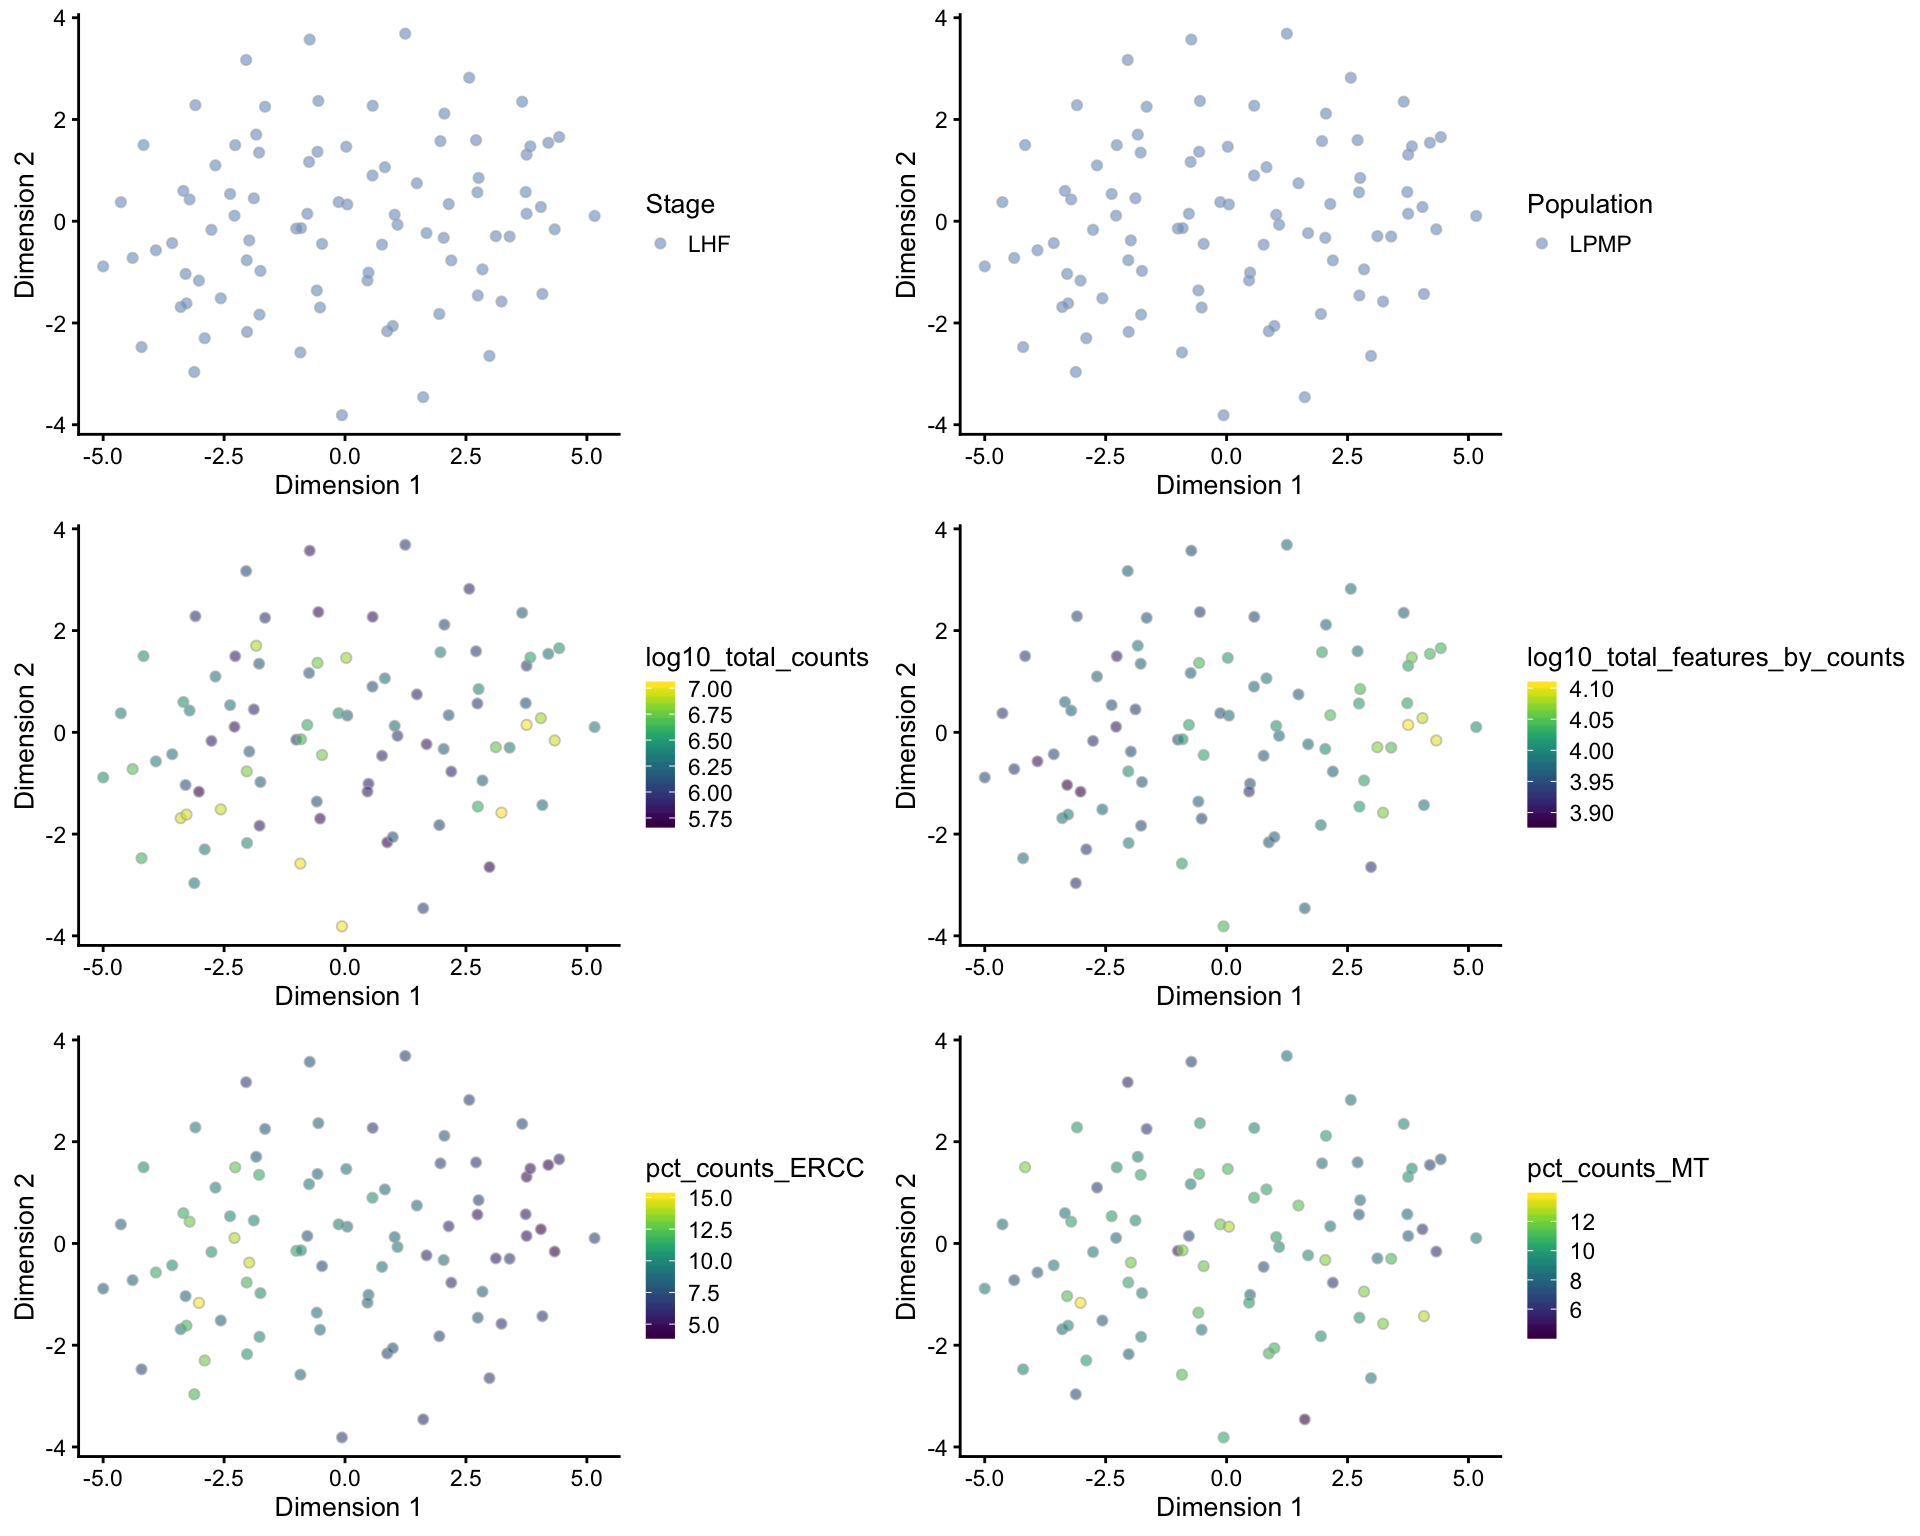 4
2
0
-2
-4
Dimension 2
-5.0 -2.5 0.0 2.5 5.0
Dimension 1
Stage
LHF
4
2
0
-2
-4
Dimension 2
-5.0 -2.5 0.0 2.5 5.0
Dimension 1
Population
LPMP
4
2
0
-2
-4
Dimension 2
-5.0 -2.5 0.0 2.5 5.0
Dimension 1
log10_total_counts
7.00
6.75
6.50
6.25
6.00
5.75
4
2
0
-2
-4
Dimension 2
-5.0 -2.5 0.0 2.5 5.0
Dimension 1
log10_total_features_by_counts
4.10
4.05
4.00
3.95
3.90
4
2
0
-2
-4
Dimension 2
-5.0 -2.5 0.0 2.5 5.0
Dimension 1
pct_counts_ERCC
15.0
12.5
10.0
7.5
5.0
4
2
0
-2
-4
Dimension 2
-5.0 -2.5 0.0 2.5 5.0
Dimension 1
pct_counts_MT
12
10
8
6